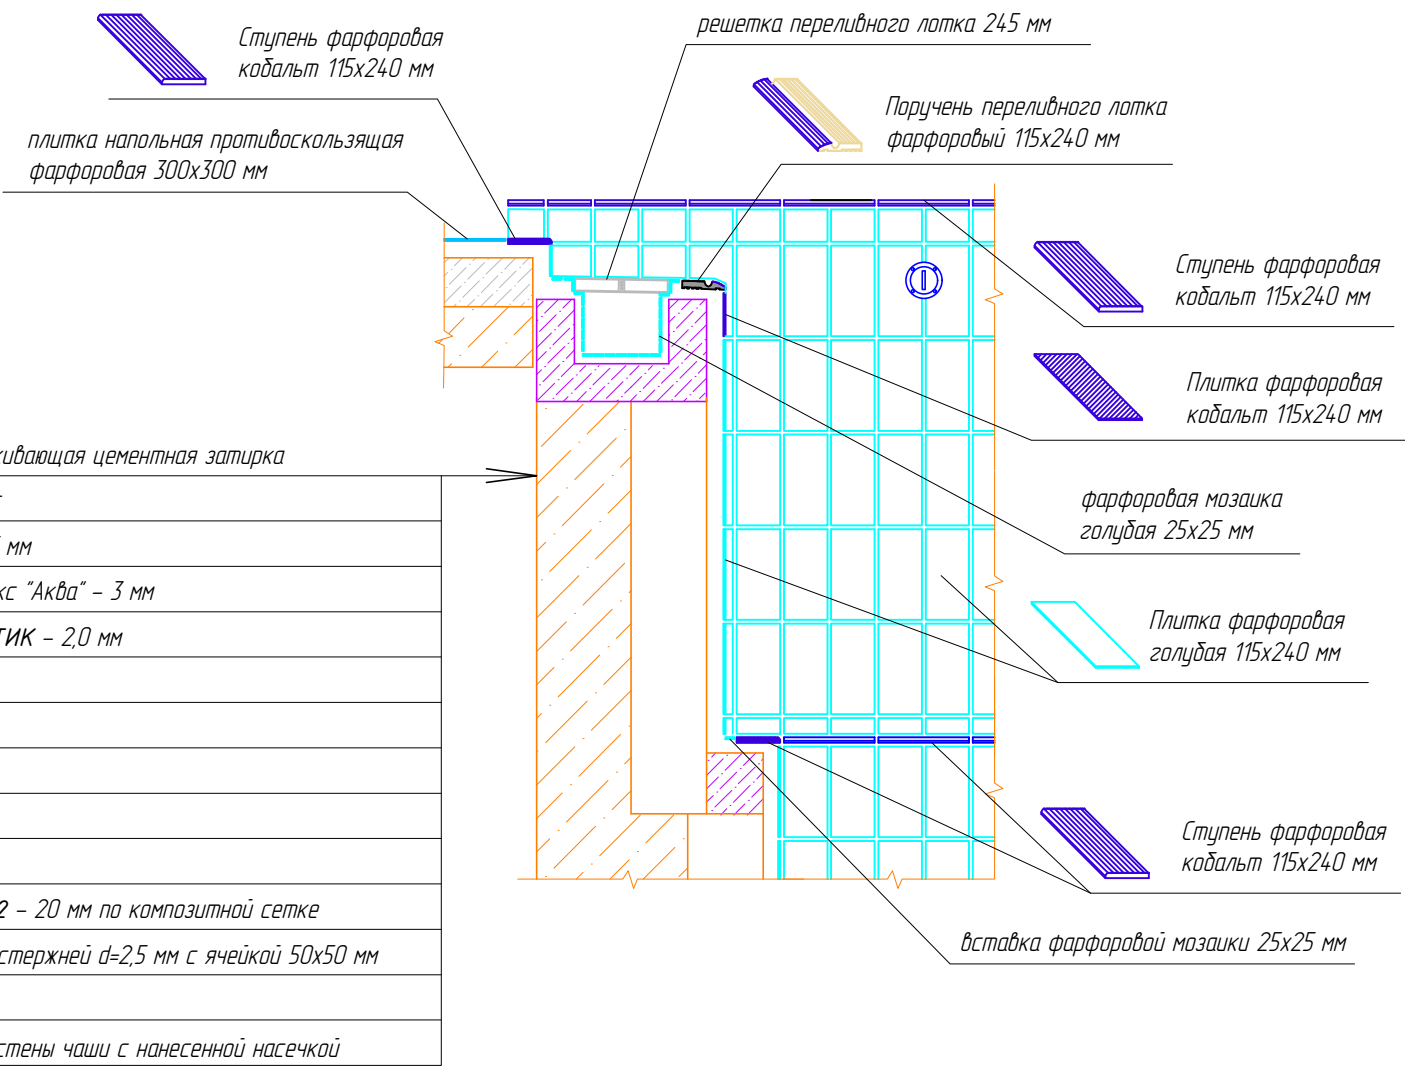 Ступень фарфоровая
кобальт 115х240 мм
решетка переливного лотка 245 мм
Поручень переливного лотка
фарфоровый 115х240 мм
плитка напольная противоскользящая
фарфоровая 300х300 мм
Ступень фарфоровая
кобальт 115х240 мм
Плитка фарфоровая
кобальт 115х240 мм
фарфоровая мозаика
голубая 25х25 мм
Плитка фарфоровая
голубая 115х240 мм
Ступень фарфоровая
кобальт 115х240 мм
вставка фарфоровой мозаики 25х25 мм
цементная затирка
мм
"Аква" – 3 мм
ТИК – 2,0 мм
2 – 20 мм по композитной сетке
стержней d=2,5 мм с ячейкой 50х50 мм
стены чаши с нанесенной насечкой